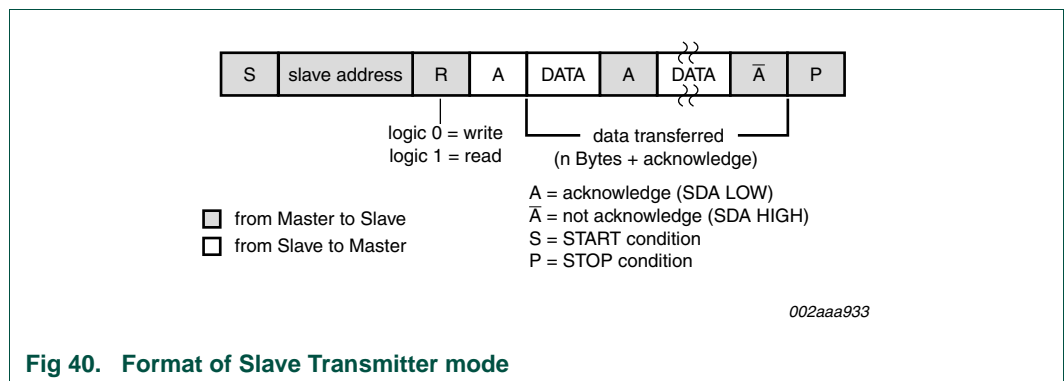 S slave address R A DATA A DATA A̅ P
logic 0 = write
logic 1 = read
data transferred
(n Bytes + acknowledge)
A = acknowledge (SDA LOW)
A̅ = not acknowledge (SDA HIGH)
S = START condition
P = STOP condition
from Master to Slave
from Slave to Master
002aaa933
Fig 40. Format of Slave Transmitter mode